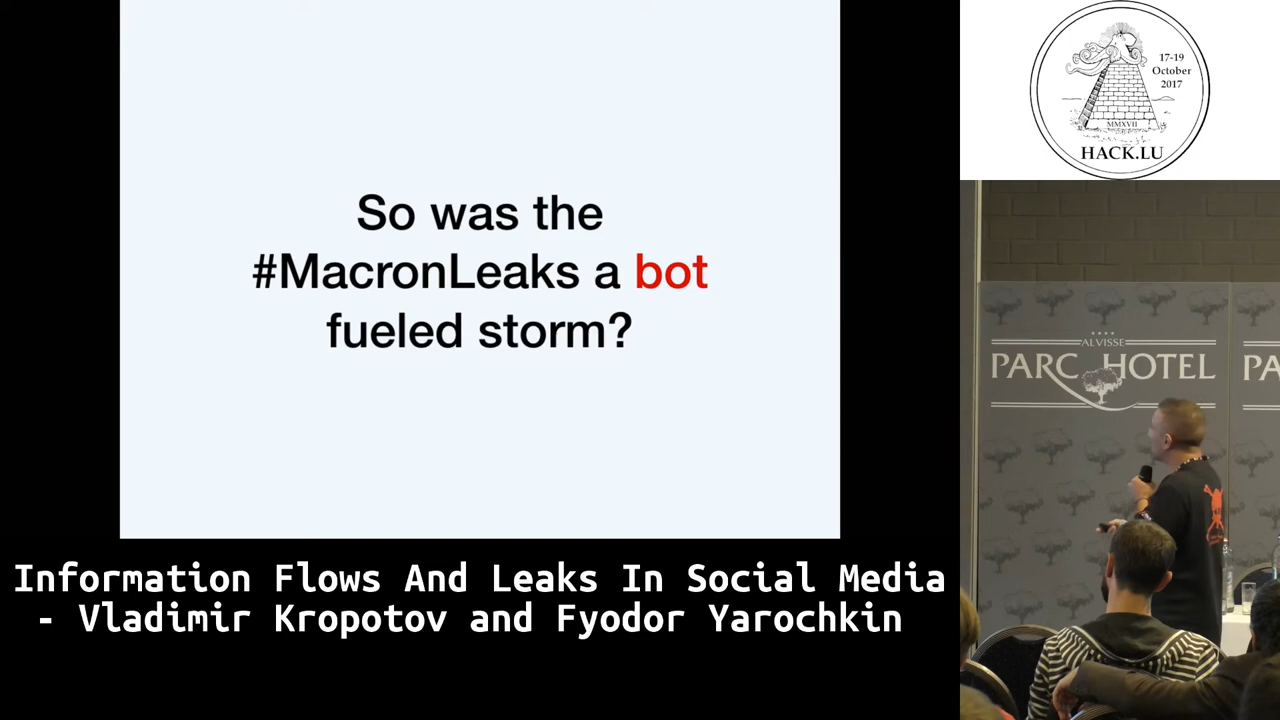 So was the
#MacronLeaks a bot
fueled storm?
17-19
October
2017
MMXVII
HACK.LU
ALVISSE
PARC HOTEL
PA
Information Flows And Leaks In Social Media
- Vladimir Kropotov and Fyodor Yarochkin